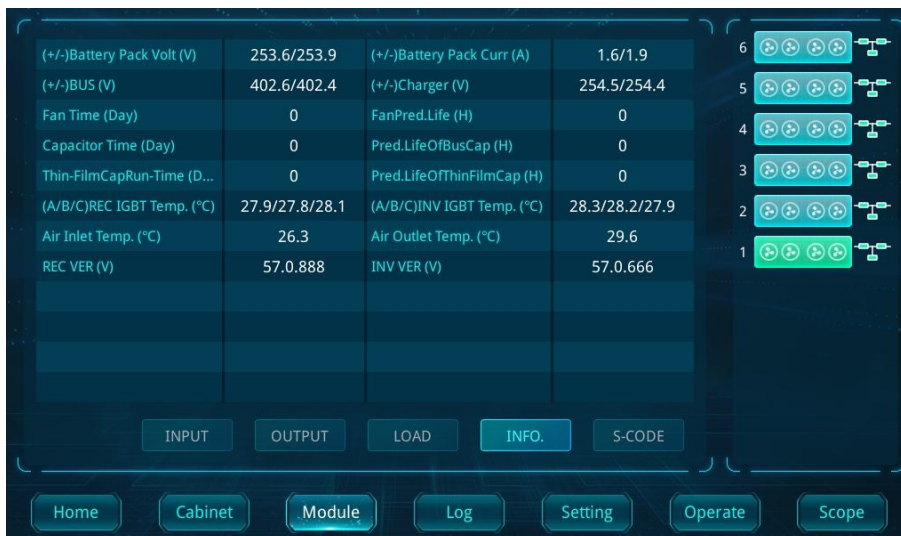 (+/-)Battery Pack Volt (V) 253.6/253.9 (+/-)Battery Pack Curr (A) 1.6/1.9
(+/-)BUS (V) 402.6/402.4 (+/-)Charger (V) 254.5/254.4
Fan Time (Day) 0 FanPred.Life (H) 0
Capacitor Time (Day) 0 Pred.LifeOfBusCap (H) 0
Thin-FilmCapRun-Time (D... 0 Pred.LifeOfThinFilmCap (H) 0
(A/B/C)REC IGBT Temp. (°C) 27.9/27.8/28.1 (A/B/C)INV IGBT Temp. (°C) 28.3/28.2/27.9
Air Inlet Temp. (°C) 26.3 Air Outlet Temp. (°C) 29.6
REC VER (V) 57.0.888 INV VER (V) 57.0.666
INPUT OUTPUT LOAD INFO. S-CODE
6
5
4
3
2
1
Home Cabinet Module Log Setting Operate Scope